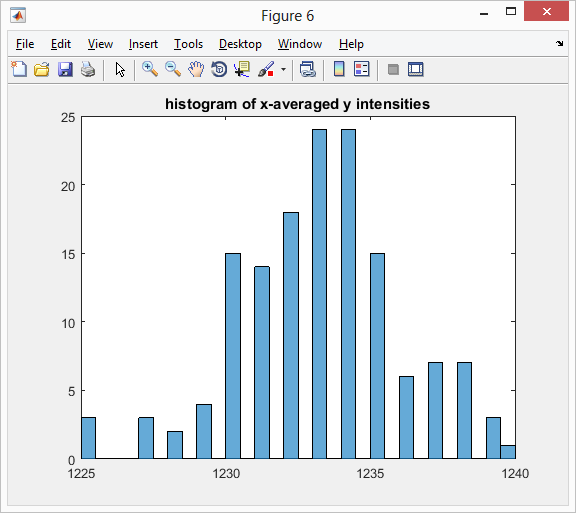 Figure 6
File Edit View Insert Tools Desktop Window Help
histogram of x-averaged y intensities
25
20
15
10
5
0
1225 1230 1235 1240